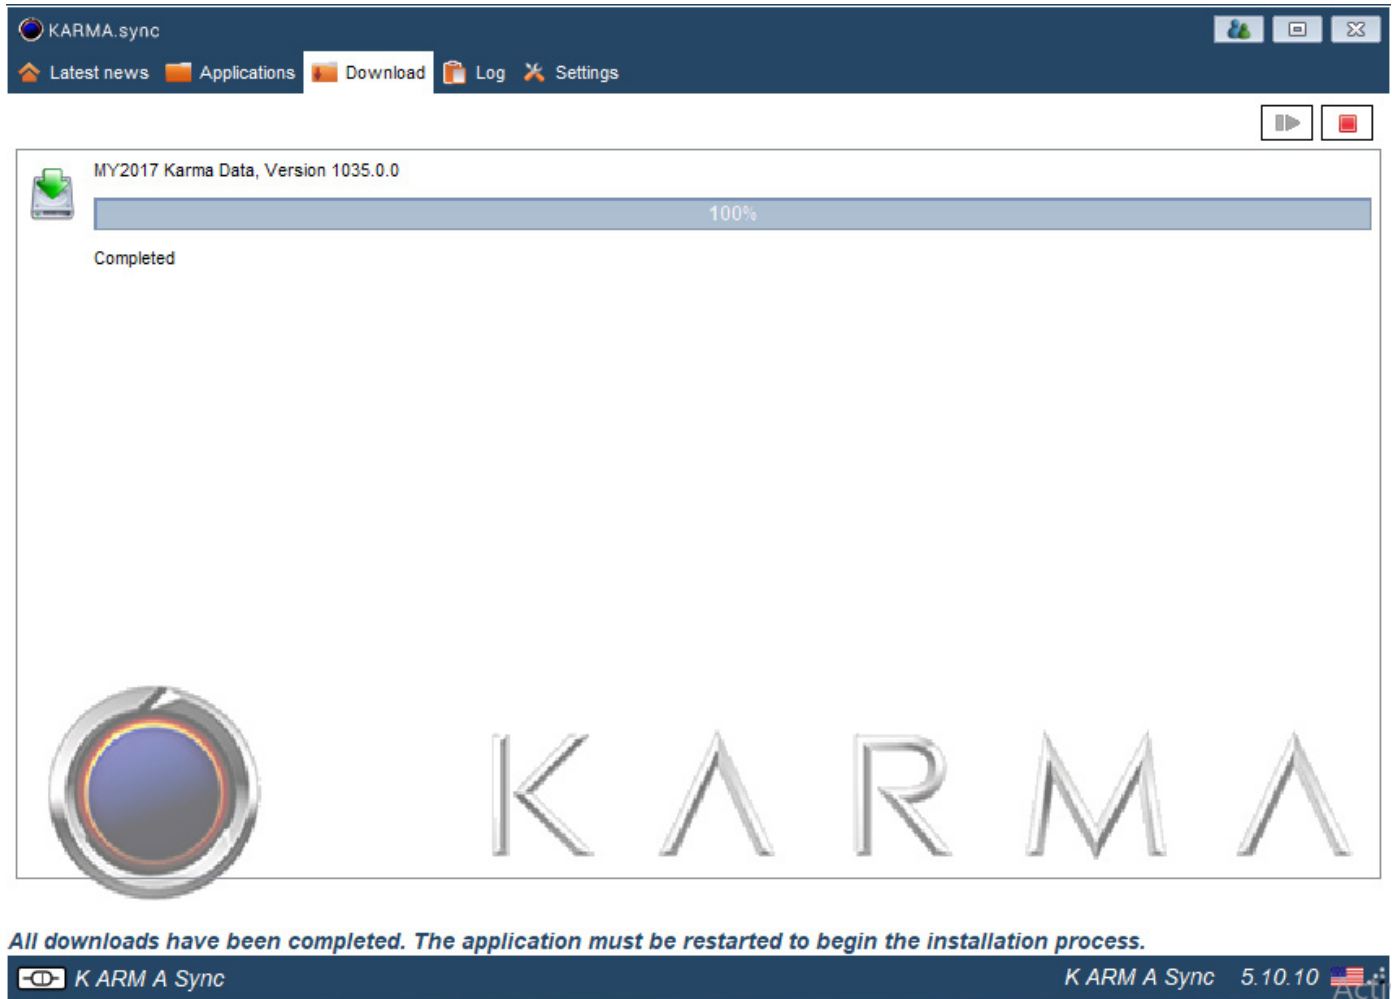 KARMA.sync
Latest news Applications Download Log Settings
MY2017 Karma Data, Version 1035.0.0
100%
Completed
KARMA
All downloads have been completed. The application must be restarted to begin the installation process.
K ARM A Sync K ARM A Sync 5.10.10
Acti